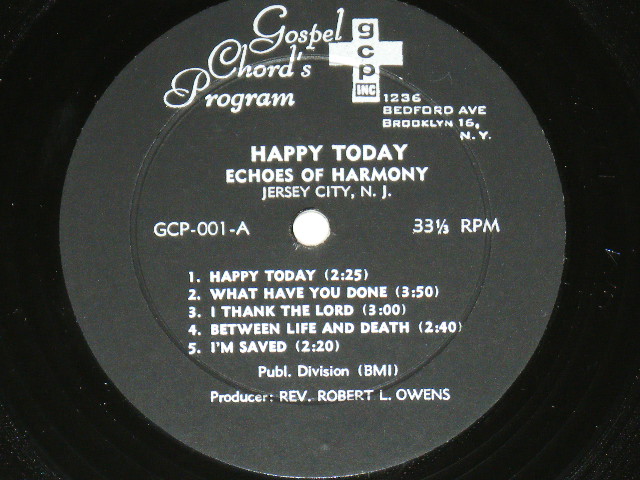 Gospel
Chord's
Program
gcp
INC
1236
BEDFORD AVE
BROOKLYN 16,
N.Y.
HAPPY TODAY
ECHOES OF HARMONY
JERSEY CITY, N. J.
GCP-001-A
33⅓ RPM
1. HAPPY TODAY (2:25)
2. WHAT HAVE YOU DONE (3:50)
3. I THANK THE LORD (3:00)
4. BETWEEN LIFE AND DEATH (2:40)
5. I'M SAVED (2:20)
Publ. Division (BMI)
Producer: REV. ROBERT L. OWENS